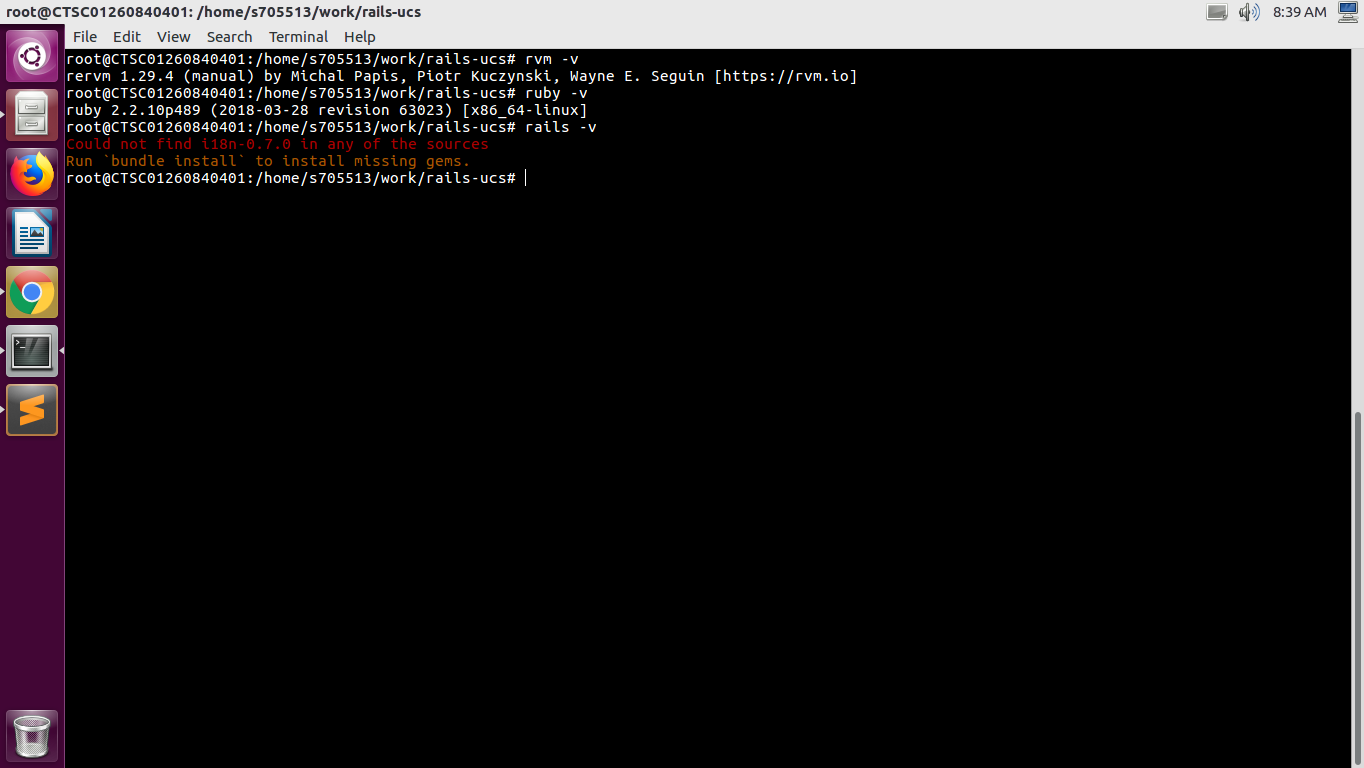 root@CTSC01260840401: /home/s705513/work/rails-ucs 8:39 AM
File Edit View Search Terminal Help
root@CTSC01260840401:/home/s705513/work/rails-ucs# rvm -v
rervm 1.29.4 (manual) by Michal Papis, Piotr Kuczynski, Wayne E. Seguin [https://rvm.io]
root@CTSC01260840401:/home/s705513/work/rails-ucs# ruby -v
ruby 2.2.10p489 (2018-03-28 revision 63023) [x86_64-linux]
root@CTSC01260840401:/home/s705513/work/rails-ucs# rails -v
Could not find i18n-0.7.0 in any of the sources
Run `bundle install` to install missing gems.
root@CTSC01260840401:/home/s705513/work/rails-ucs#